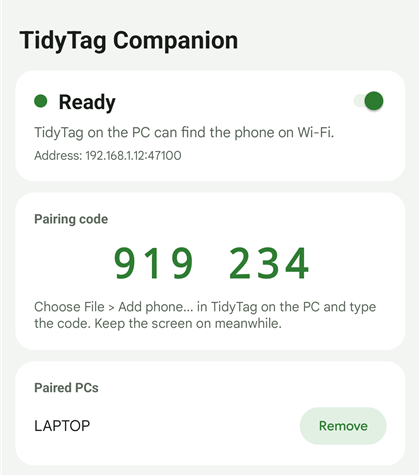 TidyTag Companion
Ready
TidyTag on the PC can find the phone on Wi-Fi.
Address: 192.168.1.12:47100
Pairing code
919 234
Choose File > Add phone... in TidyTag on the PC and type
the code. Keep the screen on meanwhile.
Paired PCs
LAPTOP
Remove